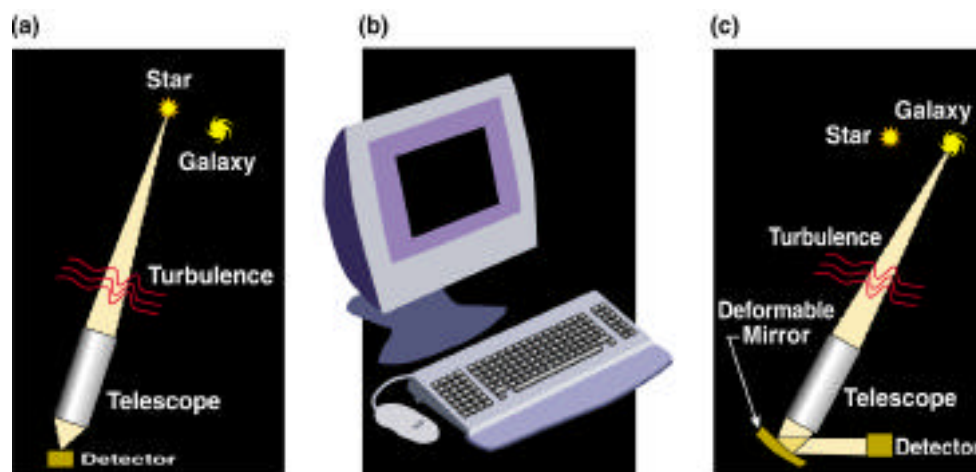 (a)
Star
Galaxy
Turbulence
Telescope
Detector
(b)
(c)
Galaxy
Star
Turbulence
Deformable
Mirror
Telescope
Detector